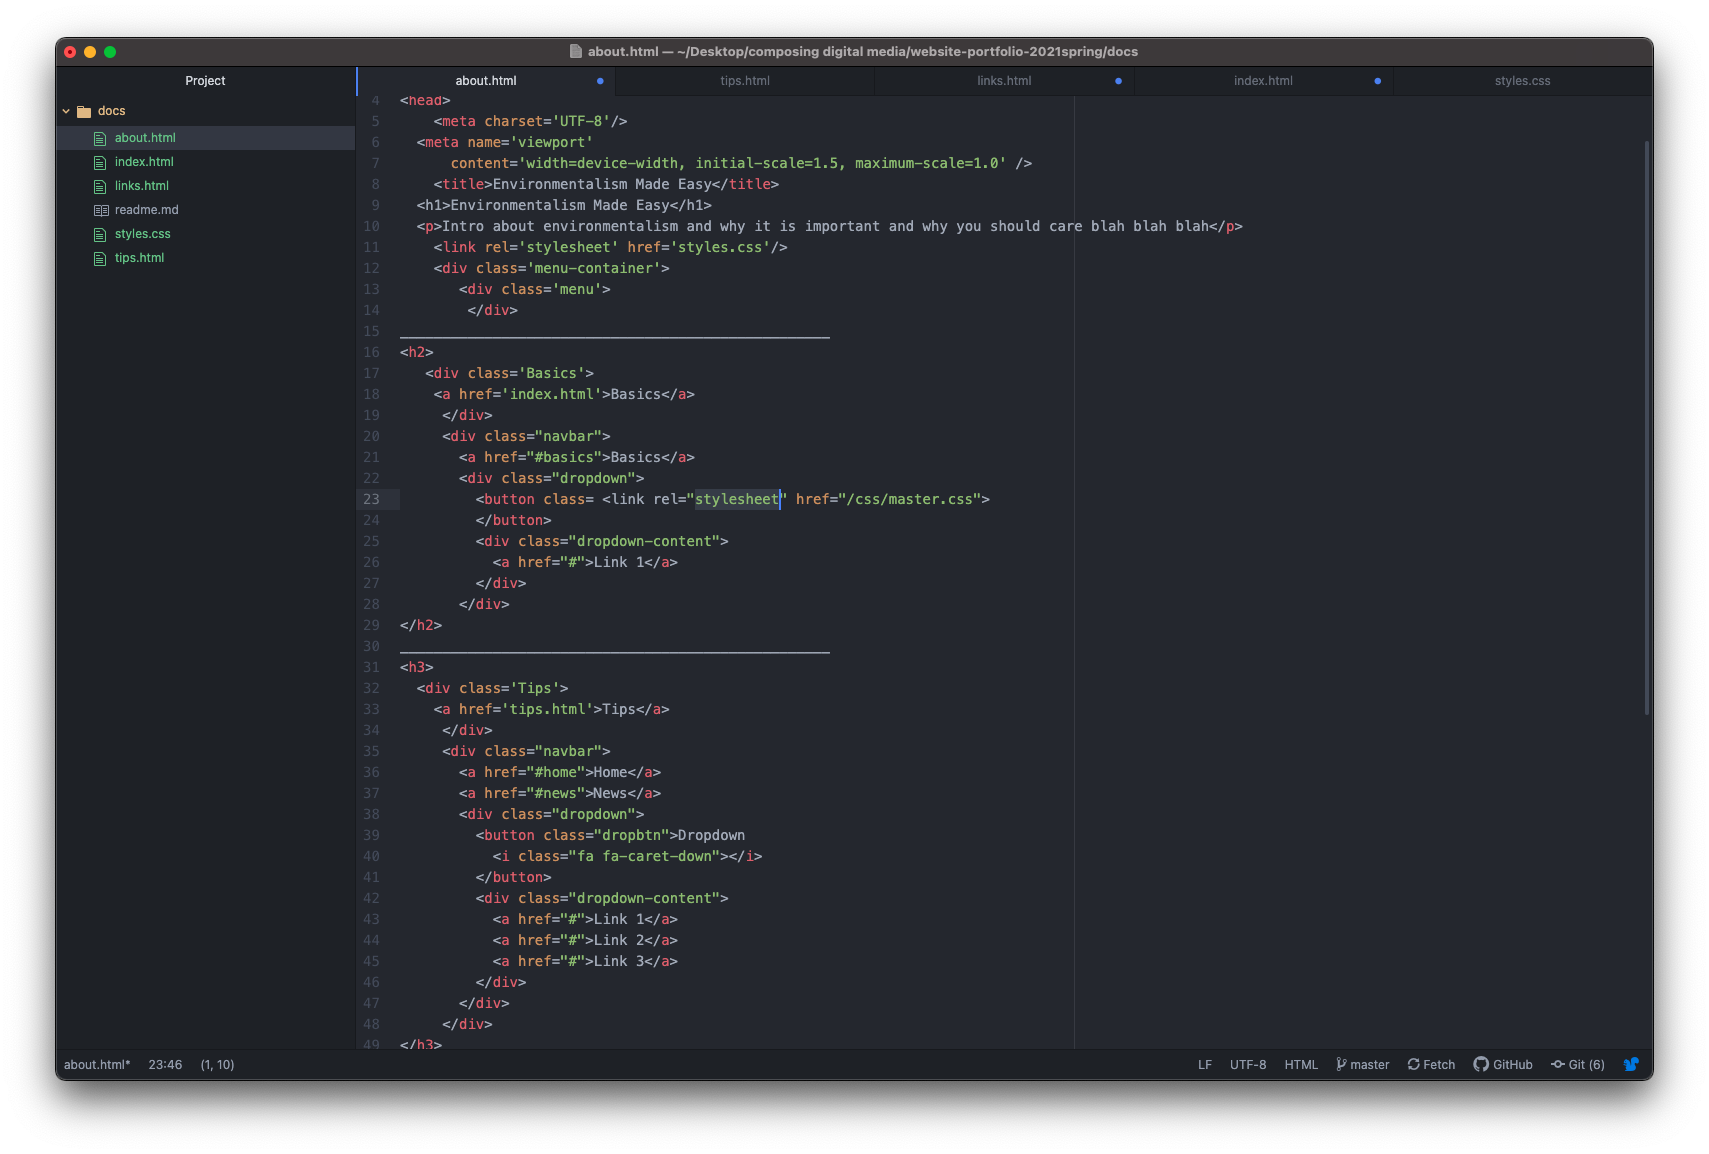 about.html — ~/Desktop/composing digital media/website-portfolio-2021spring/docs
Project
about.html
tips.html
links.html
index.html
styles.css
docs
about.html
index.html
links.html
readme.md
styles.css
tips.html
4 <head>
5 <meta charset='UTF-8'/>
6 <meta name='viewport'
7 content='width=device-width, initial-scale=1.5, maximum-scale=1.0' />
8 <title>Environmentalism Made Easy</title>
9 <h1>Environmentalism Made Easy</h1>
10 <p>Intro about environmentalism and why it is important and why you should care blah blah blah</p>
11 <link rel='stylesheet' href='styles.css'/>
12 <div class='menu-container'>
13 <div class='menu'>
14 </div>
15 ___________________________________________________
16 <h2>
17 <div class='Basics'>
18 <a href='index.html'>Basics</a>
19 </div>
20 <div class="navbar">
21 <a href="#basics">Basics</a>
22 <div class="dropdown">
23 <button class= <link rel="stylesheet" href="/css/master.css">
24 </button>
25 <div class="dropdown-content">
26 <a href="#">Link 1</a>
27 </div>
28 </div>
29 </h2>
30 ___________________________________________________
31 <h3>
32 <div class='Tips'>
33 <a href='tips.html'>Tips</a>
34 </div>
35 <div class="navbar">
36 <a href="#home">Home</a>
37 <a href="#news">News</a>
38 <div class="dropdown">
39 <button class="dropbtn">Dropdown
40 <i class="fa fa-caret-down"></i>
41 </button>
42 <div class="dropdown-content">
43 <a href="#">Link 1</a>
44 <a href="#">Link 2</a>
45 <a href="#">Link 3</a>
46 </div>
47 </div>
48 </div>
49 </h3>
about.html* 23:46 (1, 10) LF UTF-8 HTML master Fetch GitHub Git (6)